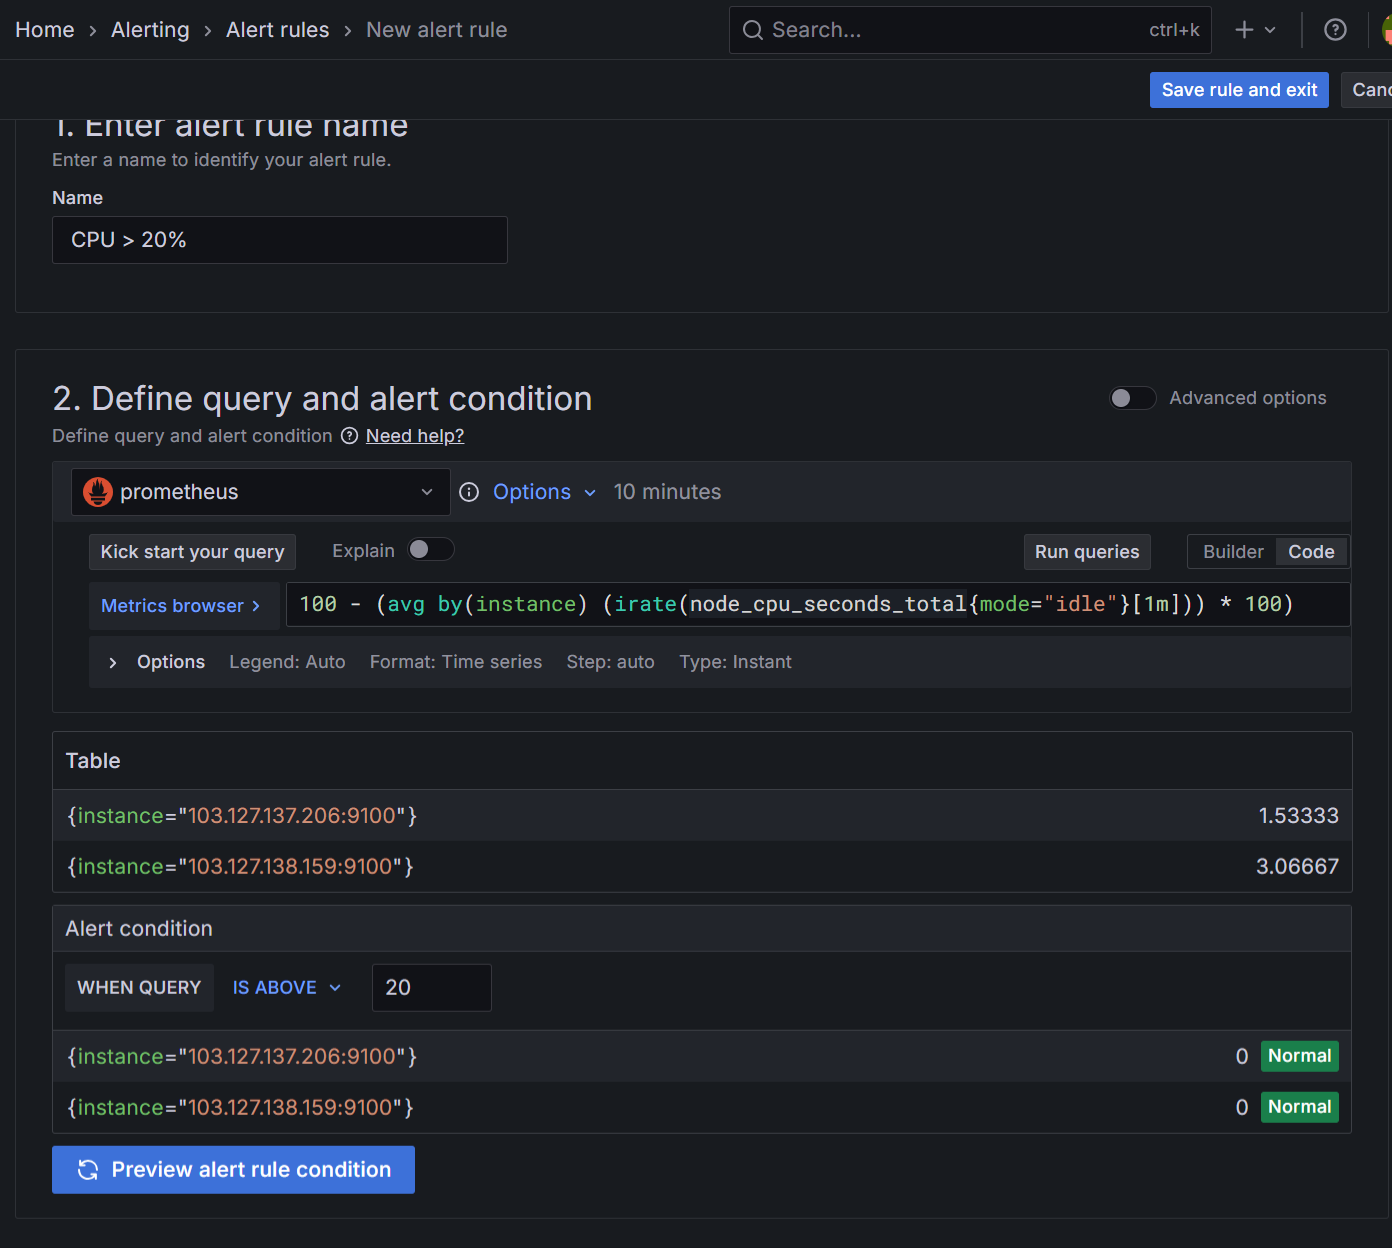 Home > Alerting > Alert rules > New alert rule
Search... ctrl+k
Save rule and exit
Canc
1. Enter alert rule name
Enter a name to identify your alert rule.
Name
CPU > 20%
2. Define query and alert condition
Advanced options
Define query and alert condition Need help?
prometheus Options 10 minutes
Kick start your query Explain Run queries Builder Code
Metrics browser > 100 - (avg by(instance) (irate(node_cpu_seconds_total{mode="idle"}[1m])) * 100)
> Options Legend: Auto Format: Time series Step: auto Type: Instant
Table
{instance="103.127.137.206:9100"} 1.53333
{instance="103.127.138.159:9100"} 3.06667
Alert condition
WHEN QUERY IS ABOVE 20
{instance="103.127.137.206:9100"} 0 Normal
{instance="103.127.138.159:9100"} 0 Normal
Preview alert rule condition